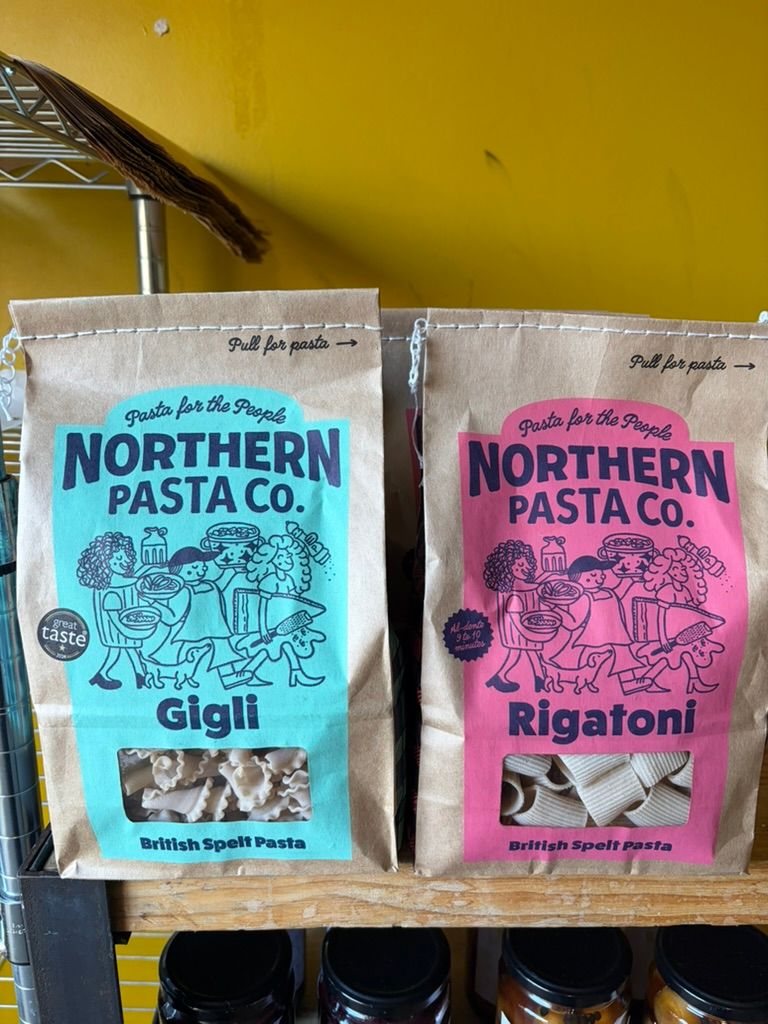 Pull for pasta →
Pasta for the People
NORTHERN
PASTA Co.
great
taste
Gigli
British Spelt Pasta
Pull for pasta →
Pasta for the People
NORTHERN
PASTA Co.
Al-dente
9 to 10
minutes
Rigatoni
British Spelt Pasta